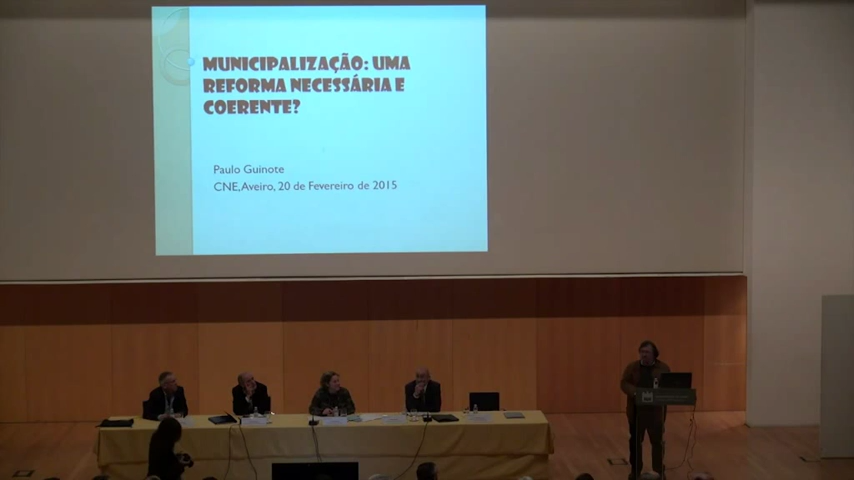 MUNICIPALIZAÇÃO: UMA
REFORMA NECESSÁRIA E
COERENTE?
Paulo Guinote
CNE, Aveiro, 20 de Fevereiro de 2015